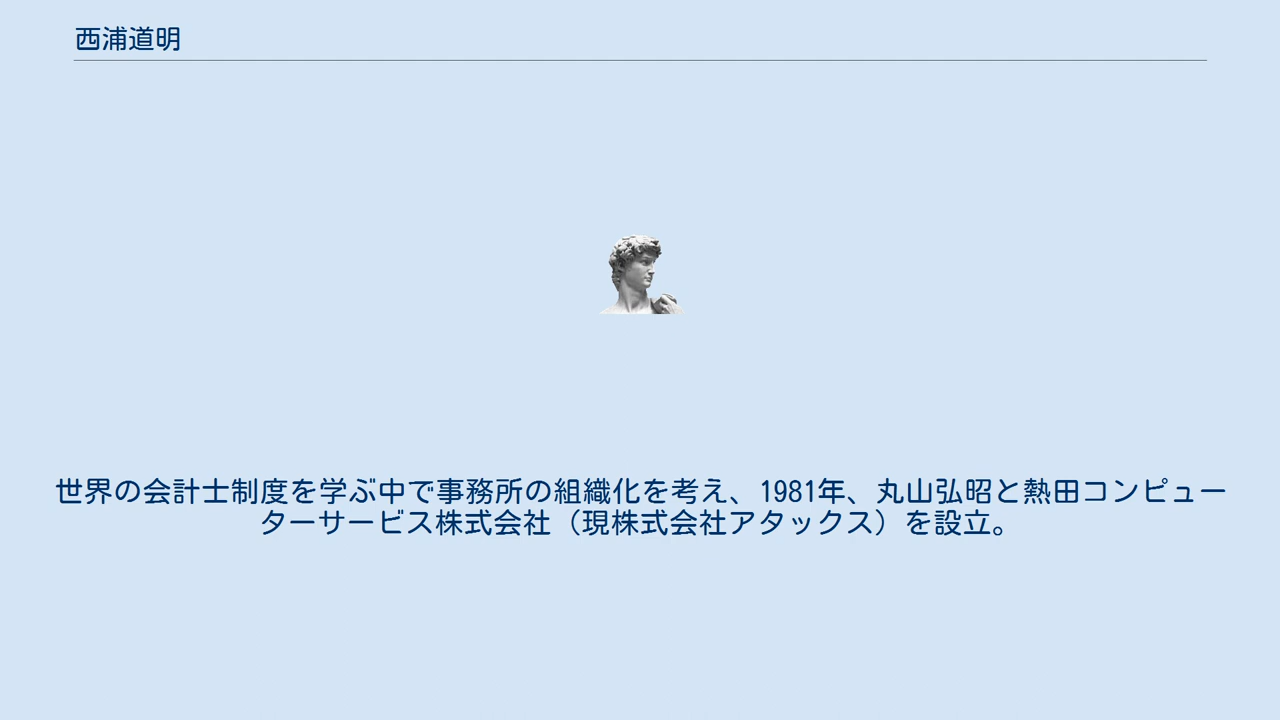 西浦道明
世界の会計士制度を学ぶ中で事務所の組織化を考え、1981年、丸山弘昭と熱田コンピュー
ターサービス株式会社（現株式会社アタックス）を設立。